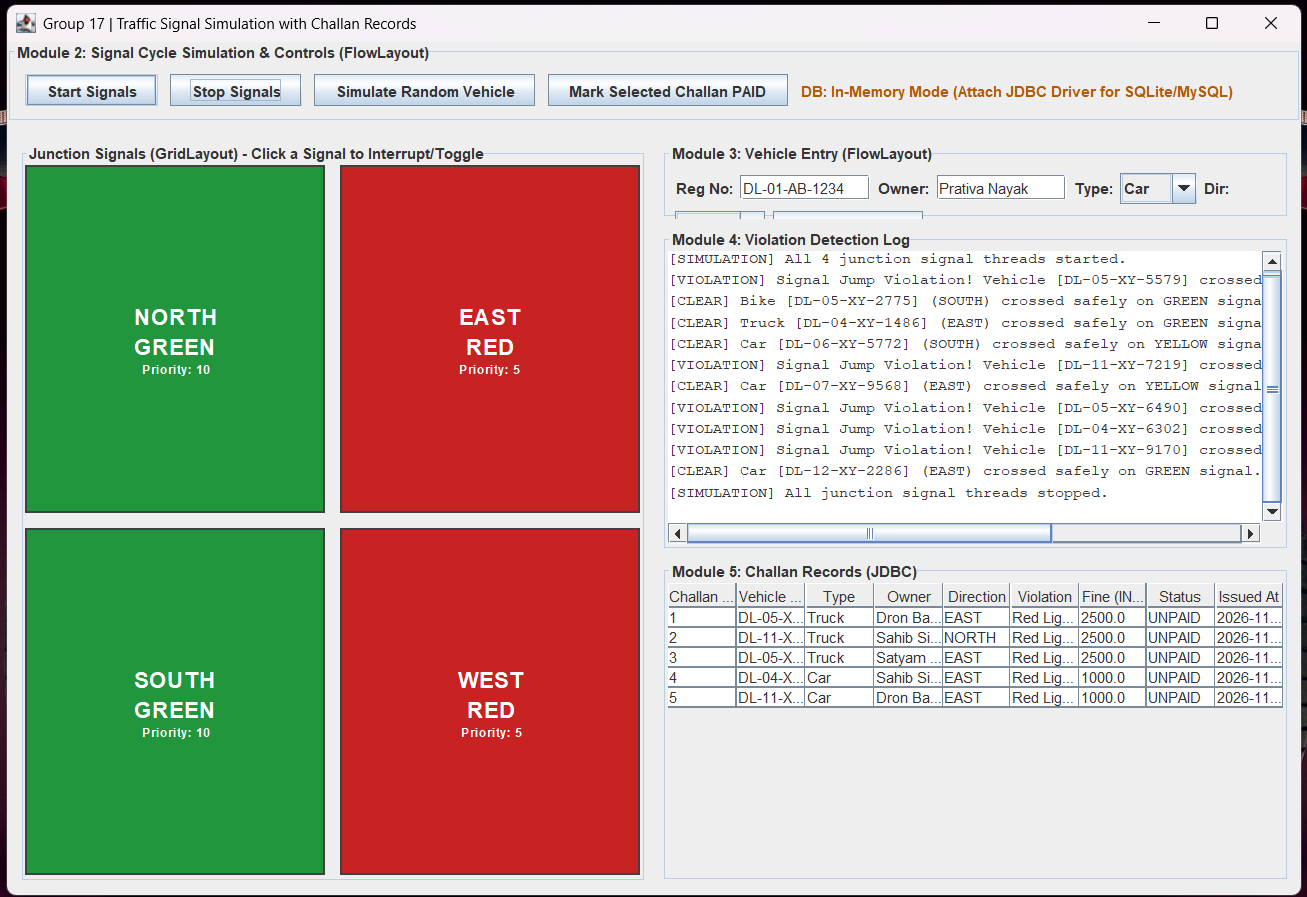 Group 17 | Traffic Signal Simulation with Challan Records
Module 2: Signal Cycle Simulation & Controls (FlowLayout)
Start Signals Stop Signals Simulate Random Vehicle Mark Selected Challan PAID DB: In-Memory Mode (Attach JDBC Driver for SQLite/MySQL)
Junction Signals (GridLayout) - Click a Signal to Interrupt/Toggle
NORTH
GREEN
Priority: 10
EAST
RED
Priority: 5
SOUTH
GREEN
Priority: 10
WEST
RED
Priority: 5
Module 3: Vehicle Entry (FlowLayout)
Reg No: DL-01-AB-1234 Owner: Prativa Nayak Type: Car Dir:
Module 4: Violation Detection Log
[SIMULATION] All 4 junction signal threads started.
[VIOLATION] Signal Jump Violation! Vehicle [DL-05-XY-5579] crossed
[CLEAR] Bike [DL-05-XY-2775] (SOUTH) crossed safely on GREEN signa
[CLEAR] Truck [DL-04-XY-1486] (EAST) crossed safely on GREEN signa
[CLEAR] Car [DL-06-XY-5772] (SOUTH) crossed safely on YELLOW signa
[VIOLATION] Signal Jump Violation! Vehicle [DL-11-XY-7219] crossed
[CLEAR] Car [DL-07-XY-9568] (EAST) crossed safely on YELLOW signal
[VIOLATION] Signal Jump Violation! Vehicle [DL-05-XY-6490] crossed
[VIOLATION] Signal Jump Violation! Vehicle [DL-04-XY-6302] crossed
[VIOLATION] Signal Jump Violation! Vehicle [DL-11-XY-9170] crossed
[CLEAR] Car [DL-12-XY-2286] (EAST) crossed safely on GREEN signal.
[SIMULATION] All junction signal threads stopped.
Module 5: Challan Records (JDBC)
Challan ... Vehicle ... Type Owner Direction Violation Fine (IN... Status Issued At
1 DL-05-X... Truck Dron Ba... EAST Red Lig... 2500.0 UNPAID 2026-11...
2 DL-11-X... Truck Sahib Si... NORTH Red Lig... 2500.0 UNPAID 2026-11...
3 DL-05-X... Truck Satyam ... EAST Red Lig... 2500.0 UNPAID 2026-11...
4 DL-04-X... Car Sahib Si... EAST Red Lig... 1000.0 UNPAID 2026-11...
5 DL-11-X... Car Dron Ba... EAST Red Lig... 1000.0 UNPAID 2026-11...